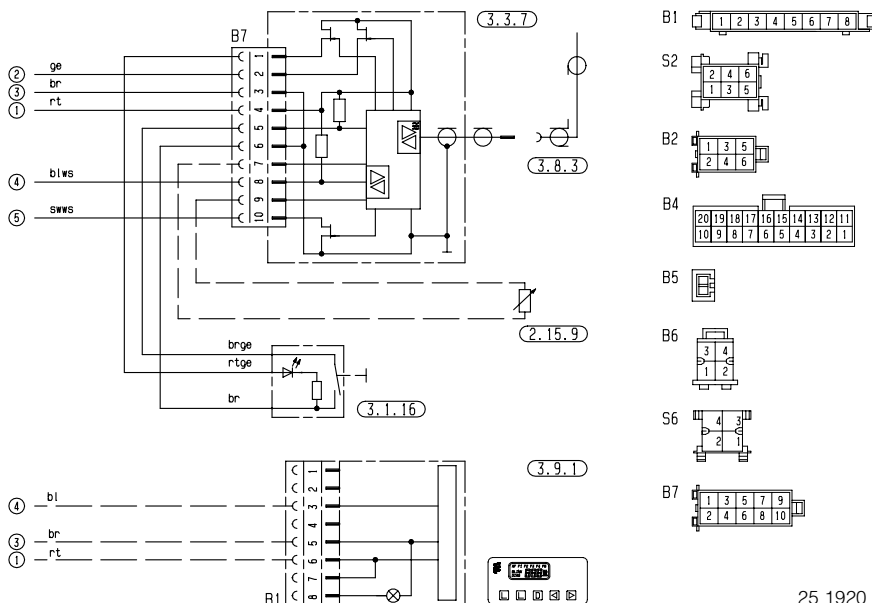 3.3.7
B7
② ge
③ br
① rt
④ blws
⑤ swws
1
2
3
4
5
6
7
8
9
10
3.8.3
2.15.9
brge
rtge
br
3.1.16
3.9.1
④ bl
③ br
① rt
1
2
3
4
5
6
7
8
B1
L L D
B1
1 2 3 4 5 6 7 8
S2
2 4 6
1 3 5
B2
1 3 5
2 4 6
B4
20 19 18 17 16 15 14 13 12 11
10 9 8 7 6 5 4 3 2 1
B5
B6
3 4
1 2
S6
4 3
2 1
B7
1 3 5 7 9
2 4 6 8 10
25 1920